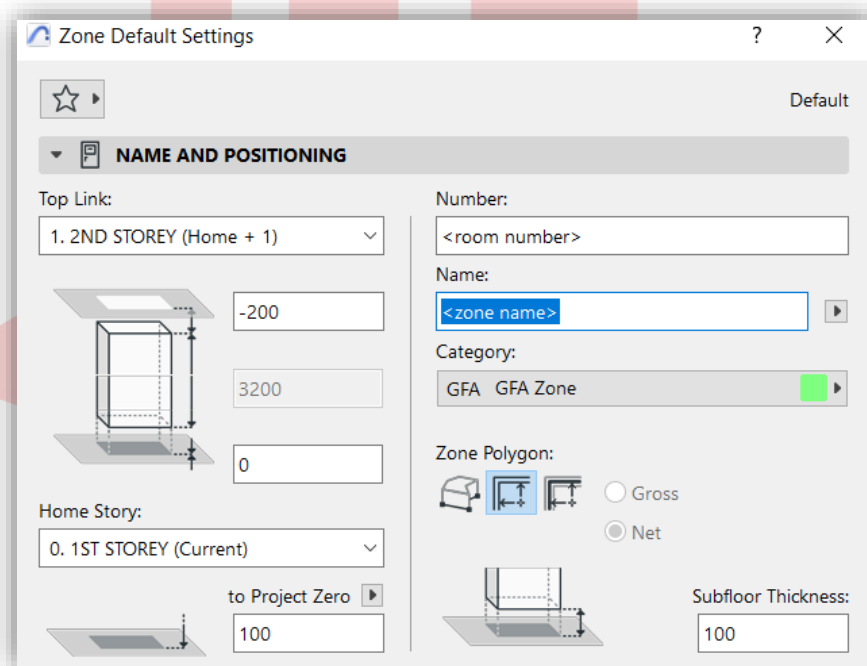 Zone Default Settings
Default
NAME AND POSITIONING
Top Link:
1. 2ND STOREY (Home + 1)
-200
3200
0
Home Story:
0. 1ST STOREY (Current)
to Project Zero
100
Number:
<room number>
Name:
<zone name>
Category:
GFA GFA Zone
Zone Polygon:
Gross
Net
Subfloor Thickness:
100